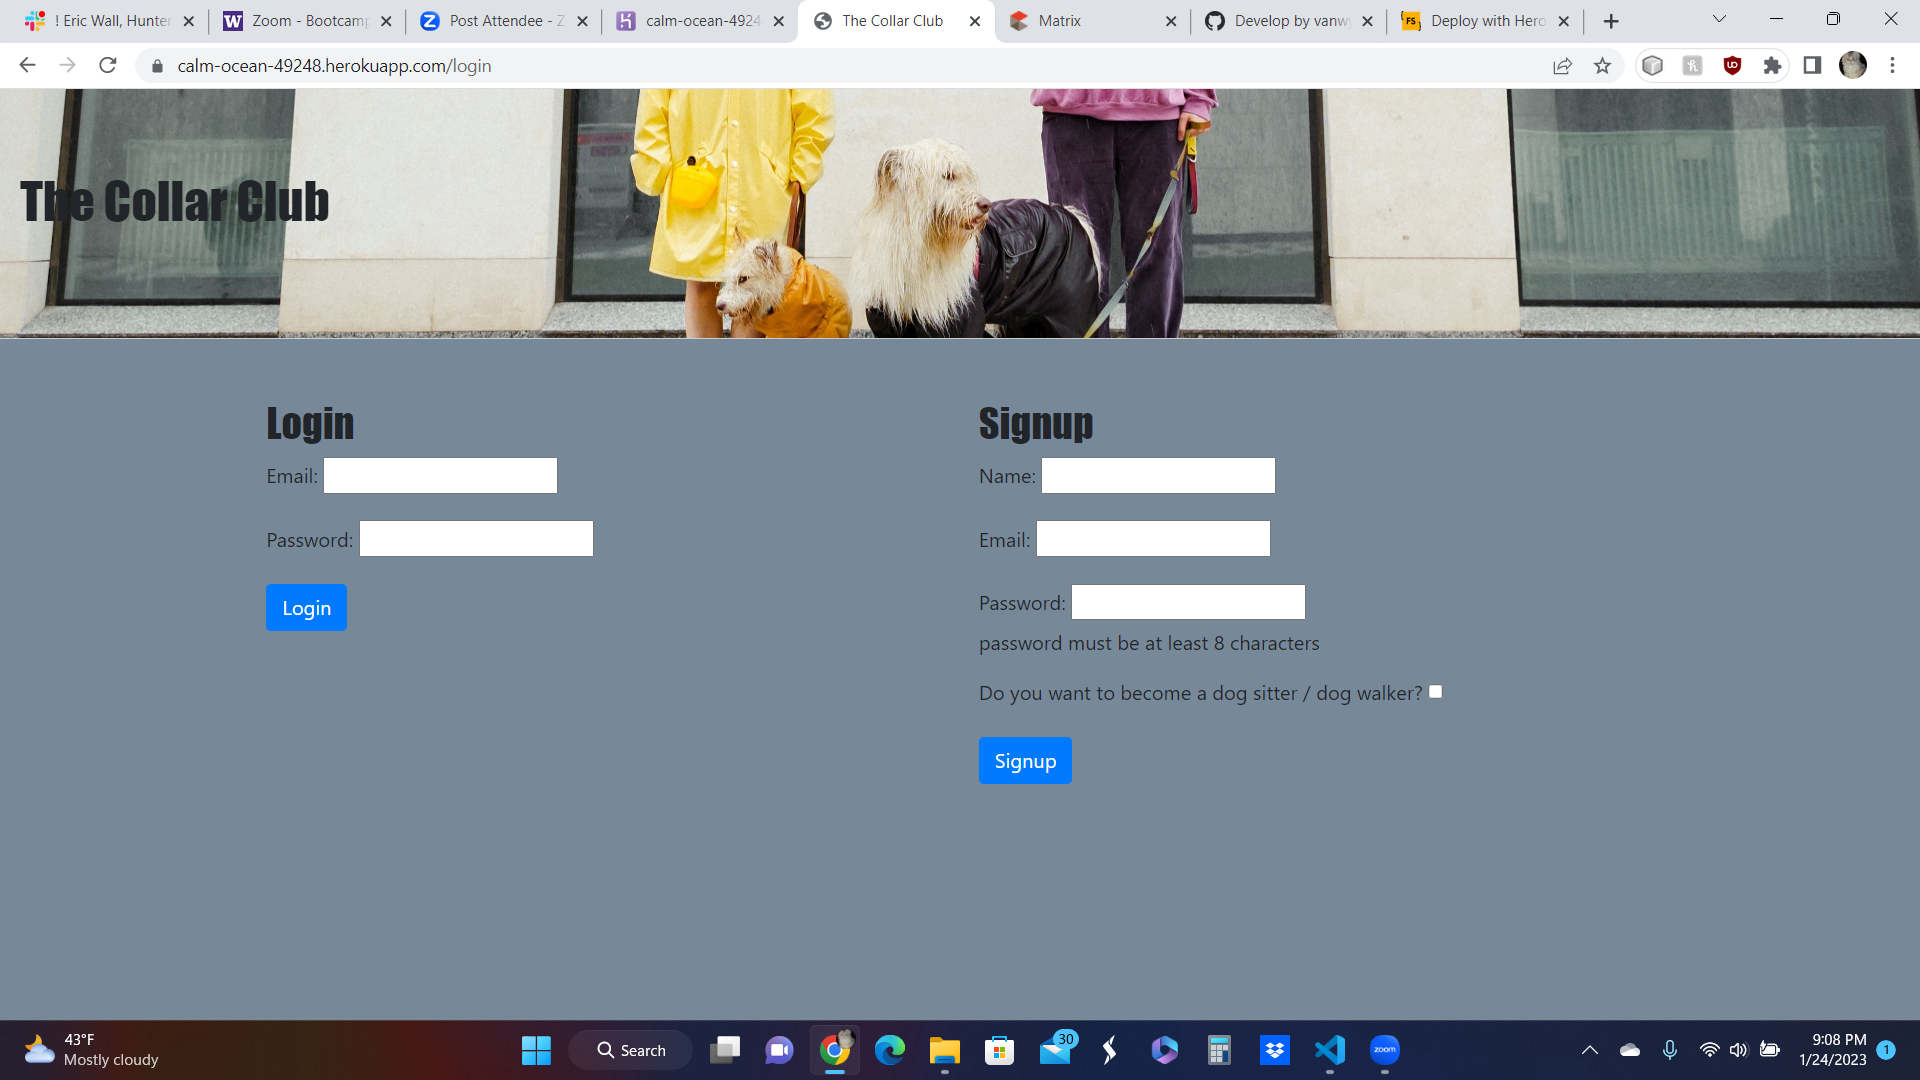 ! Eric Wall, Hunter
Zoom - Bootcamp
Post Attendee - Z
calm-ocean-4924
The Collar Club
Matrix
Develop by vanwy
Deploy with Hero
calm-ocean-49248.herokuapp.com/login
The Collar Club
Login
Email:
Password:
Login
Signup
Name:
Email:
Password:
password must be at least 8 characters
Do you want to become a dog sitter / dog walker?
Signup
43°F
Mostly cloudy
Search
30
zoom
9:08 PM
1/24/2023
1